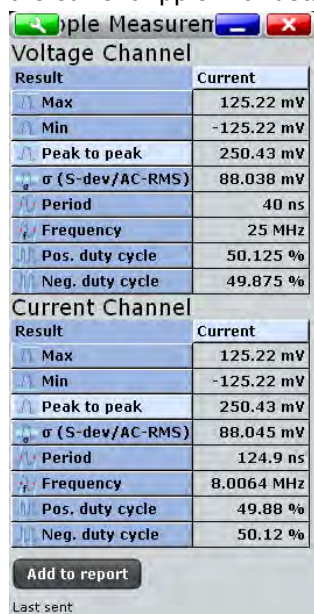 Measurem
Voltage Channel
Result Current
Max 125.22 mV
Min -125.22 mV
Peak to peak 250.43 mV
σ (S-dev/AC-RMS) 88.038 mV
Period 40 ns
Frequency 25 MHz
Pos. duty cycle 50.125 %
Neg. duty cycle 49.875 %
Current Channel
Result Current
Max 125.22 mV
Min -125.22 mV
Peak to peak 250.43 mV
σ (S-dev/AC-RMS) 88.045 mV
Period 124.9 ns
Frequency 8.0064 MHz
Pos. duty cycle 49.88 %
Neg. duty cycle 50.12 %
Add to report
Last sent